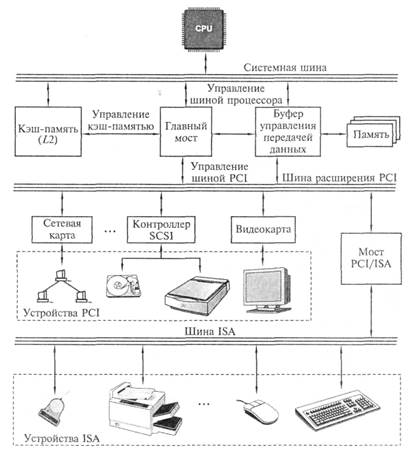 CPU
Системная шина
Управление
шиной процессора
Кэш-память
(L2)
Управление
кэш-памятью
Главный
мост
Буфер
управления
передачей
данных
Память
Управление
шиной PCI
Шина расширения PCI
Сетевая
карта
...
Контроллер
SCSI
Видеокарта
Мост
PCI/ISA
Устройства PCI
Шина ISA
...
Устройства ISA